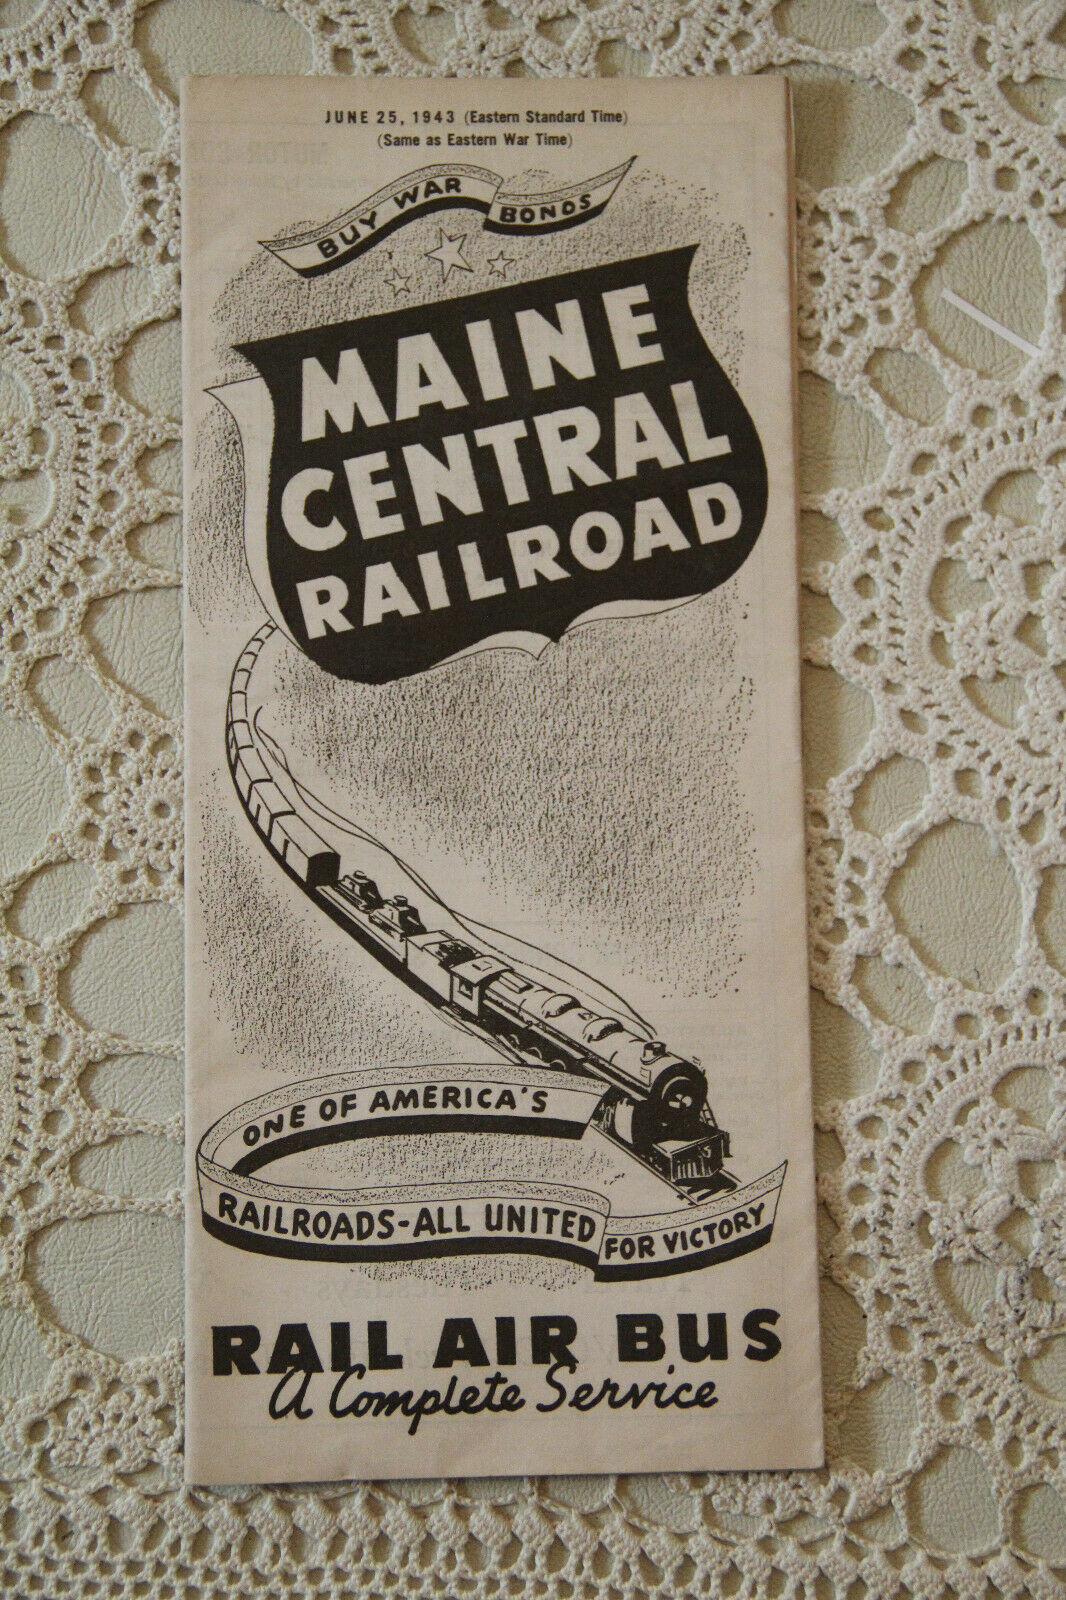 JUNE 25, 1943 (Eastern Standard Time)
(Same as Eastern War Time)
BUY WAR BONDS
MAINE
CENTRAL
RAILROAD
ONE OF AMERICA'S
RAILROADS-ALL UNITED FOR VICTORY
RAIL AIR BUS
A Complete Service